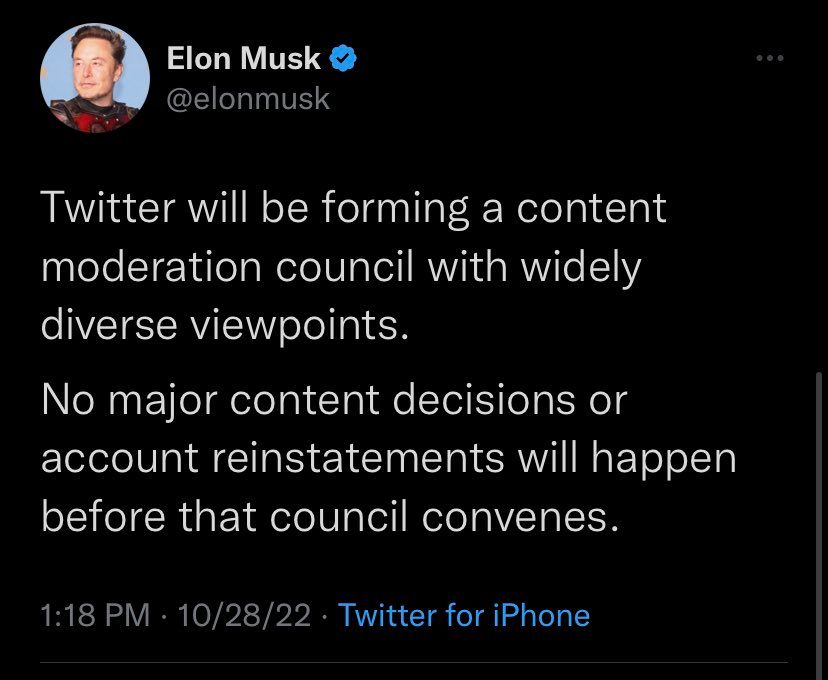 Elon Musk
@elonmusk
Twitter will be forming a content
moderation council with widely
diverse viewpoints.
No major content decisions or
account reinstatements will happen
before that council convenes.
1:18 PM · 10/28/22 · Twitter for iPhone